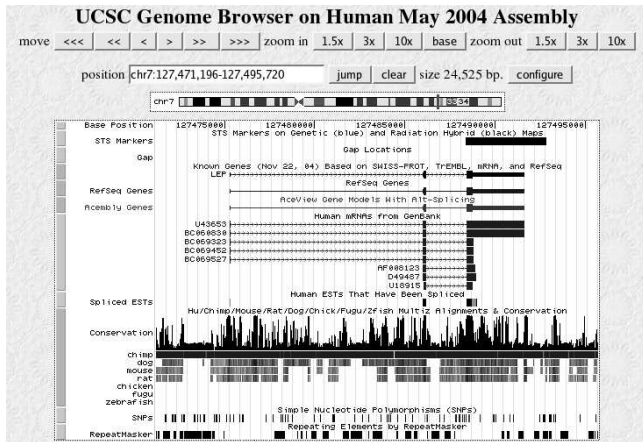 UCSC Genome Browser on Human May 2004 Assembly
move <<< << < > >> >>> zoom in 1.5x 3x 10x base zoom out 1.5x 3x 10x
position chr7:127,471,196-127,495,720 jump clear size 24,525 bp. configure
chr7 33 34
Base Position 127475000 127480000 127485000 127490000 127495000
STS Markers on Genetic (blue) and Radiation Hybrid (black) Maps
STS Markers
Gap Locations
Gap
Known Genes (Nov 22, 04) Based on SWISS-PROT, TrEMBL, mRNA, and RefSeq
LEP
RefSeq Genes
RefSeq Genes
AceView Gene Models With Alt-Splicing
Acembly Genes
Human mRNAs from GenBank
U43653
BC060830
BC069323
BC069452
BC069527
AF008123
D49487
U18915
Human ESTs That Have Been Spliced
Spliced ESTs
Hu/Chimp/Mouse/Rat/Dog/Chick/Fugu/Zfish Multiz Alignments & Conservation
Conservation
chimp
dog
mouse
rat
chicken
fugu
zebrafish
Simple Nucleotide Polymorphisms (SNPs)
SNPs
Repeating Elements by RepeatMasker
RepeatMasker